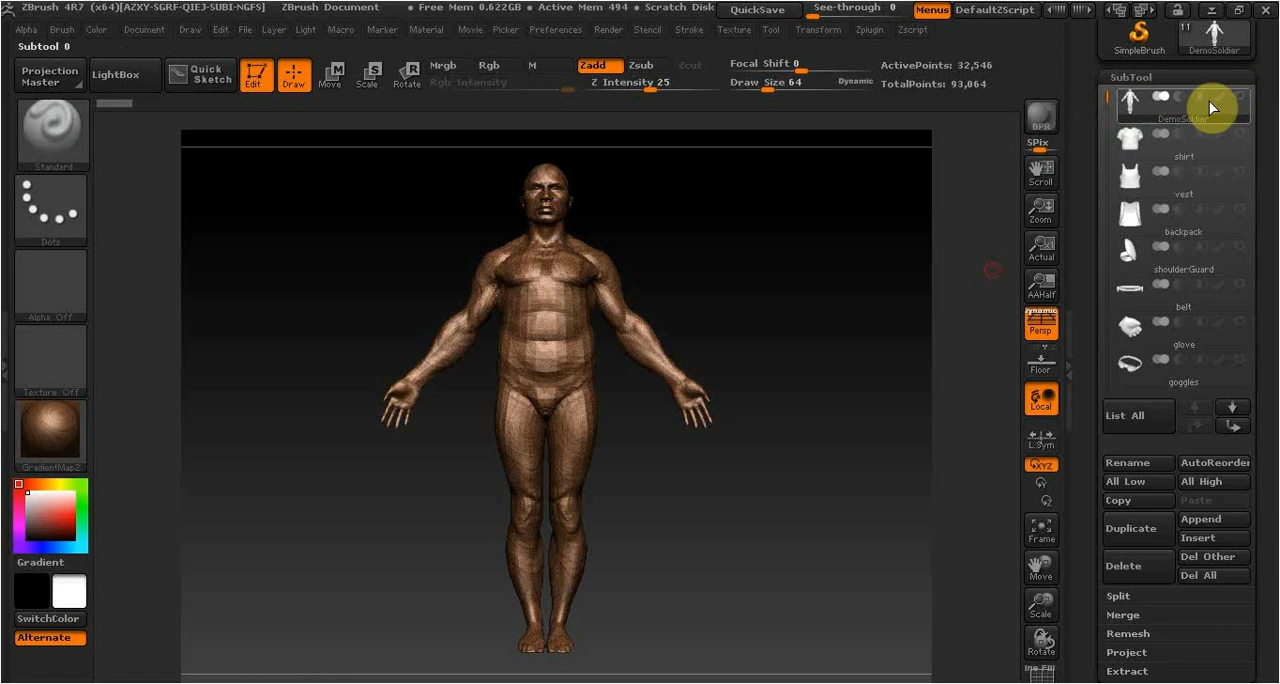 ZBrush 4R7 (x64)[AZXY-SGRF-QIEJ-SUBI-NGFS] ZBrush Document • Free Mem 0.622GB • Active Mem 494 • Scratch Disk QuickSave See-through 0 Menus DefaultZScript
Alpha Brush Color Document Draw Edit File Layer Light Macro Marker Material Movie Picker Preferences Render Stencil Stroke Texture Tool Transform Zplugin Zscript
Subtool 0
Projection Master
LightBox
Quick Sketch
Edit
Draw
Move
Scale
Rotate
Mrgb Rgb M
Rgb Intensity
Zadd Zsub Zcut
Z Intensity 25
Focal Shift 0
Draw Size 64 Dynamic
ActivePoints: 32,546
TotalPoints: 93,064
Standard
Dots
Alpha Off
Texture Off
GradientMap2
Gradient
SwitchColor
Alternate
BPR
SPix
Scroll
Zoom
Actual
AAHalf
Dynamic
Persp
Floor
Local
L.Sym
XYZ
Y
Z
Frame
Move
Scale
Rotate
Line Fill
SimpleBrush
11
DemoSoldier
SubTool
DemoSoldier
shirt
vest
backpack
shoulderGuard
belt
glove
goggles
List All
Rename AutoReorder
All Low All High
Copy Paste
Duplicate Append
Insert
Delete Del Other
Del All
Split
Merge
Remesh
Project
Extract